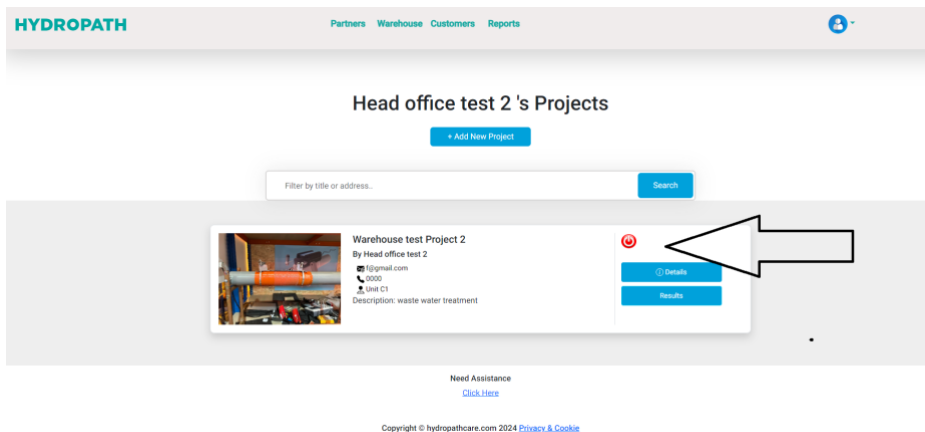 HYDROPATH
Partners Warehouse Customers Reports
Head office test 2 's Projects
+ Add New Project
Filter by title or address..
Search
Warehouse test Project 2
By Head office test 2
f@gmail.com
0000
Unit C1
Description: waste water treatment
Details
Results
Need Assistance
Click Here
Copyright © hydropathcare.com 2024 Privacy & Cookie